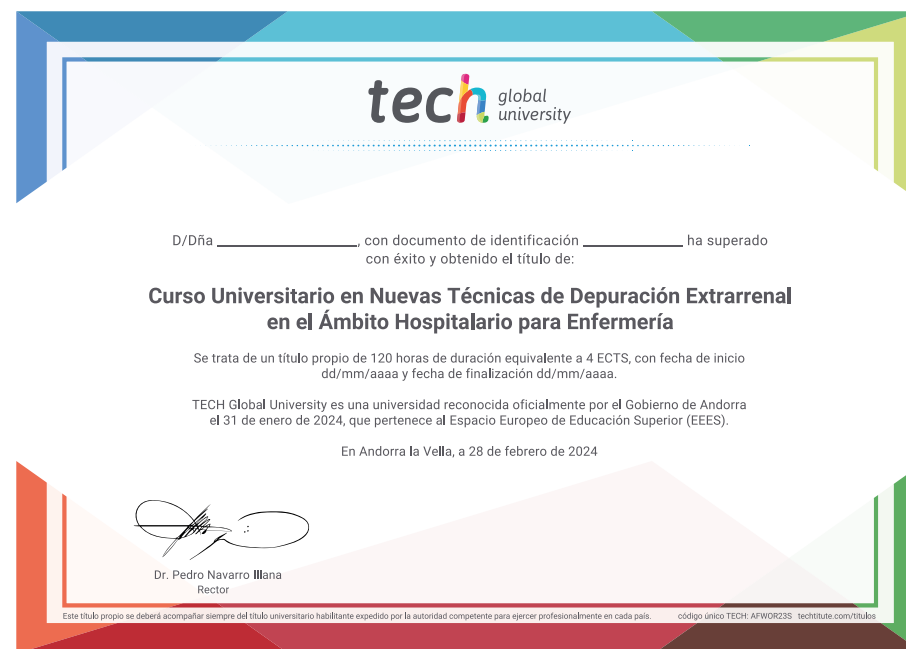 tech global university
D/Dña ________________, con documento de identificación ____________ ha superado
con éxito y obtenido el título de:
Curso Universitario en Nuevas Técnicas de Depuración Extrarrenal
en el Ámbito Hospitalario para Enfermería
Se trata de un título propio de 120 horas de duración equivalente a 4 ECTS, con fecha de inicio
dd/mm/aaaa y fecha de finalización dd/mm/aaaa.
TECH Global University es una universidad reconocida oficialmente por el Gobierno de Andorra
el 31 de enero de 2024, que pertenece al Espacio Europeo de Educación Superior (EEES).
En Andorra la Vella, a 28 de febrero de 2024
Dr. Pedro Navarro Illana
Rector
Este título propio se deberá acompañar siempre del título universitario habilitante expedido por la autoridad competente para ejercer profesionalmente en cada país. código único TECH: AFWOR23S techtitute.com/titulos